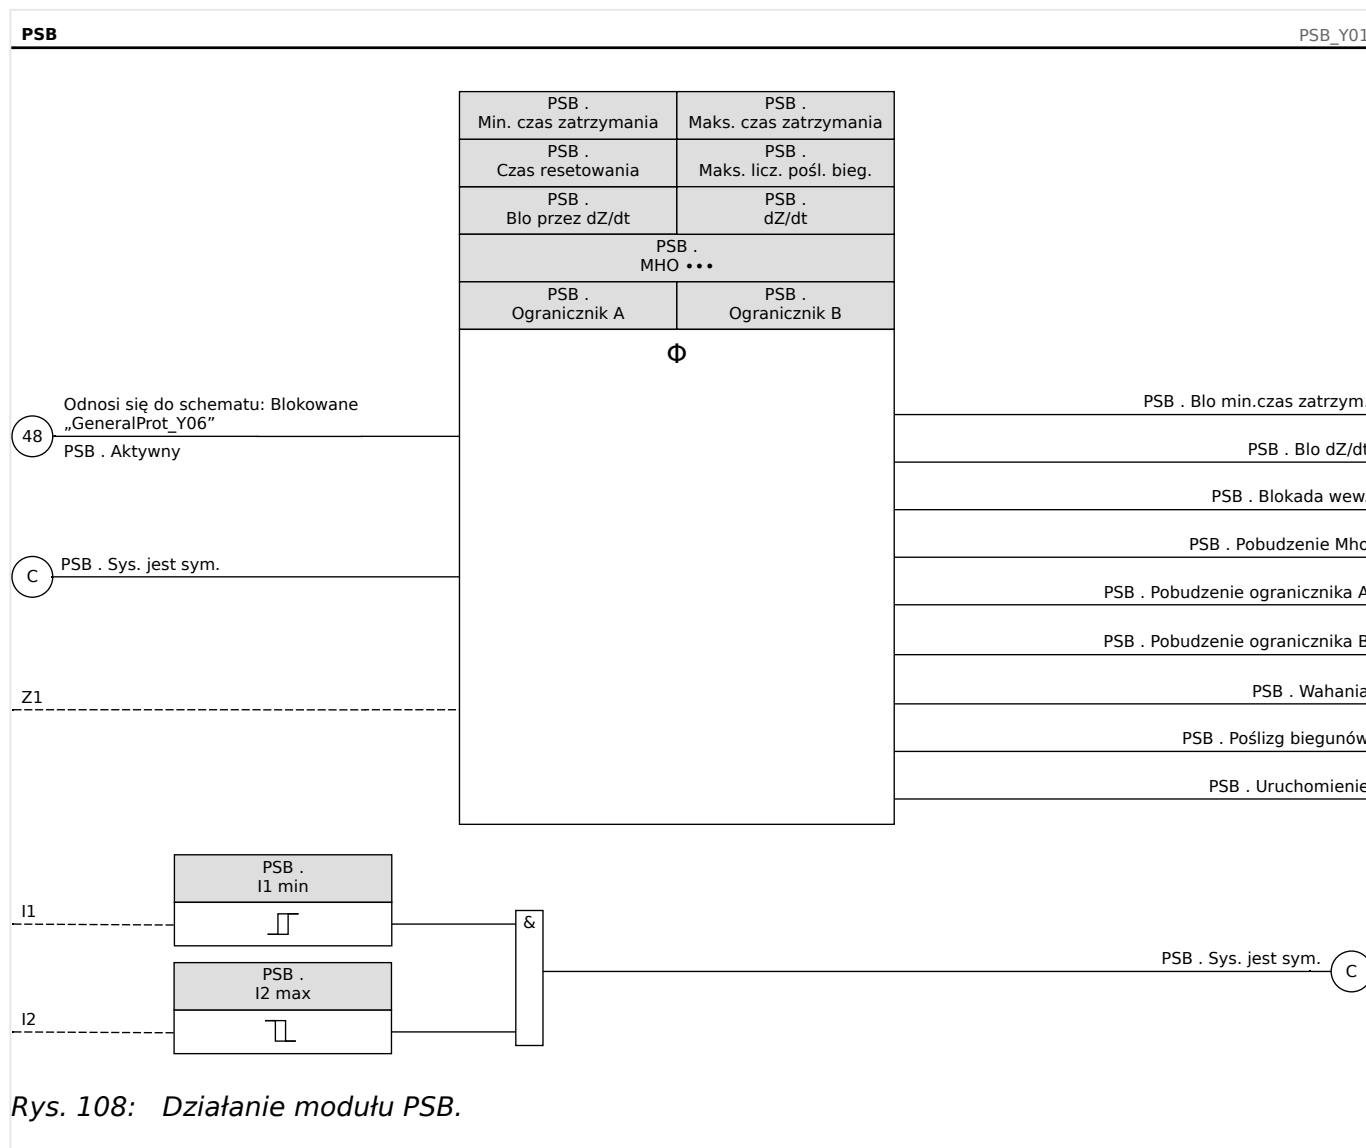 PSB
PSB_Y01
PSB .
Min. czas zatrzymania
PSB .
Maks. czas zatrzymania
PSB .
Czas resetowania
PSB .
Maks. licz. pośl. bieg.
PSB .
Blo przez dZ/dt
PSB .
dZ/dt
PSB .
MHO •••
PSB .
Ogranicznik A
PSB .
Ogranicznik B
Φ
48
Odnosi się do schematu: Blokowane
„GeneralProt_Y06”
PSB . Aktywny
C
PSB . Sys. jest sym.
Z1
PSB . Blo min.czas zatrzym.
PSB . Blo dZ/dt
PSB . Blokada wew.
PSB . Pobudzenie Mho
PSB . Pobudzenie ogranicznika A
PSB . Pobudzenie ogranicznika B
PSB . Wahania
PSB . Poślizg biegunów
PSB . Uruchomienie
PSB .
I1 min
I1
PSB .
I2 max
I2
&
PSB . Sys. jest sym.
C
Rys. 108: Działanie modułu PSB.